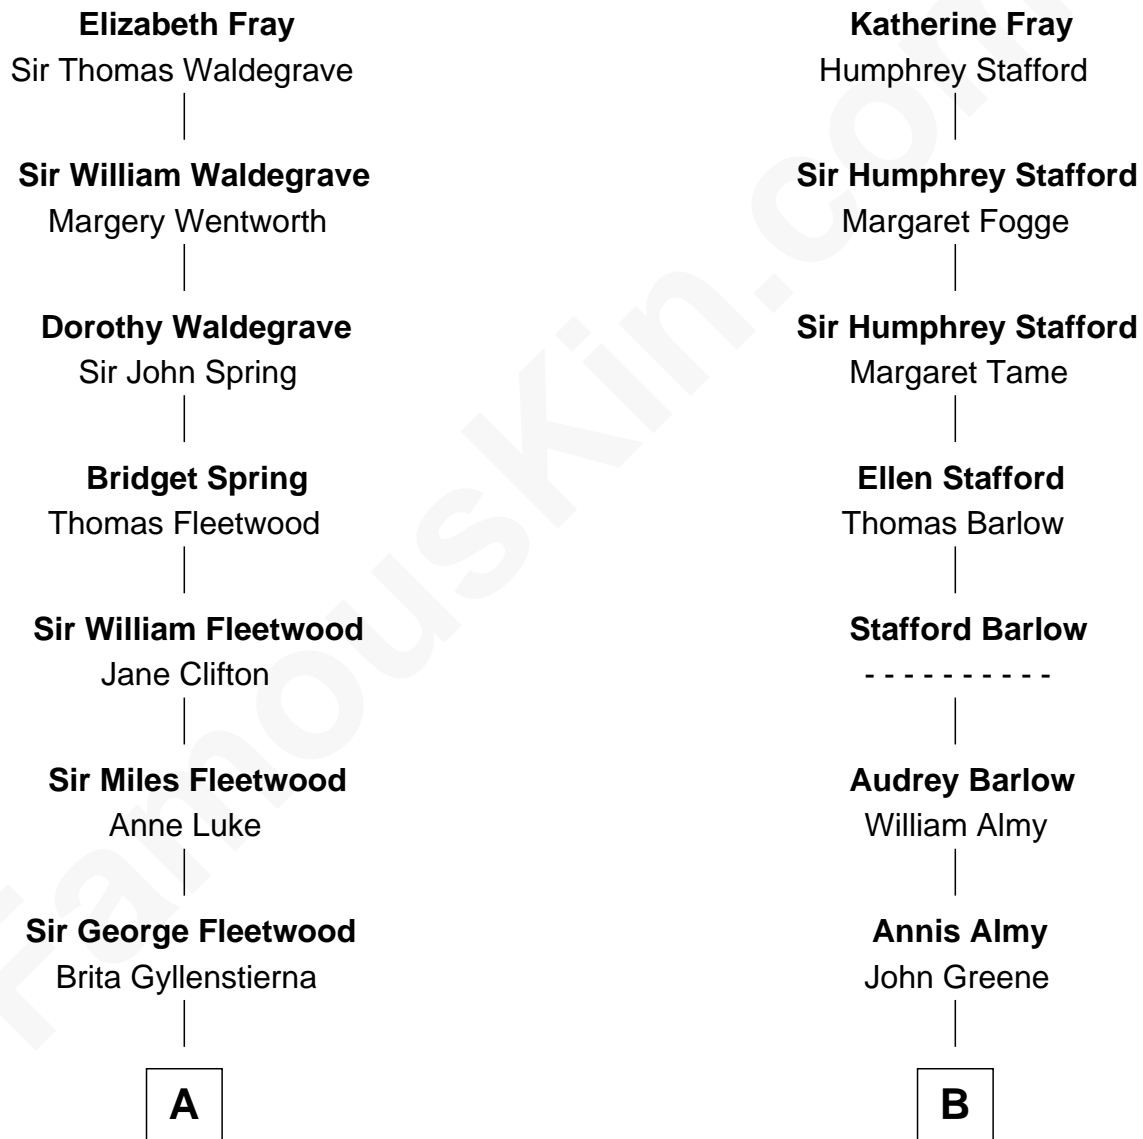 Elizabeth Fray
Sir Thomas Waldegrave
Sir William Waldegrave
Margery Wentworth
Dorothy Waldegrave
Sir John Spring
Bridget Spring
Thomas Fleetwood
Sir William Fleetwood
Jane Clifton
Sir Miles Fleetwood
Anne Luke
Sir George Fleetwood
Brita Gyllenstierna
A
Katherine Fray
Humphrey Stafford
Sir Humphrey Stafford
Margaret Fogge
Sir Humphrey Stafford
Margaret Tame
Ellen Stafford
Thomas Barlow
Stafford Barlow
- - - - - - - - - -
Audrey Barlow
William Almy
Annis Almy
John Greene
B
FamousKin.com